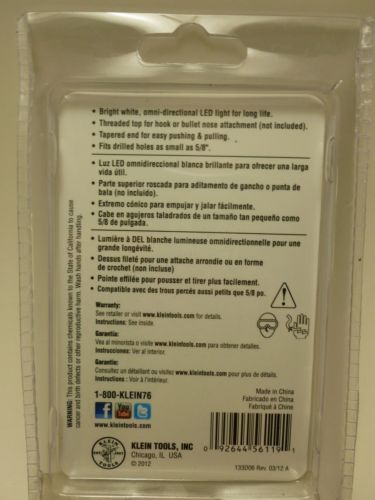 • Bright white, omni-directional LED light for long life.
• Threaded top for hook or bullet nose attachment (not included).
• Tapered end for easy pushing & pulling.
• Fits drilled holes as small as 5/8".
• Luz LED omnidireccional blanca brillante para ofrecer una larga
vida útil.
• Parte superior roscada para aditamento de gancho o punta de
bala (no incluido).
• Extremo cónico para empujar y jalar fácilmente.
• Cabe en agujeros taladrados de un tamaño tan pequeño como
5/8 de pulgada.
• Lumière à DEL blanche lumineuse omnidirectionnelle pour une
grande longévité.
• Dessus fileté pour une attache arrondie ou en forme
de crochet (non incluse)
• Pointe effilée pour pousser et tirer plus facilement.
• Compatible avec des trous percés aussi petits que 5/8 po.
Warranty:
See retailer or visit www.kleintools.com for details.
Instructions: See inside.
Garantía:
Vea al minorista o visite www.kleintools.com para obtener detalles.
Instrucciones: Ver al interior.
Garantie:
Consultez un détaillant ou visitez www.kleintools.com pour plus de détails.
Instructions : Voir à l'intérieur.
1-800-KLEIN76
f You Tube
www.kleintools.com
Made in China
Fabricado en China
Fabriqué à Chine
KLEIN
TOOLS
KLEIN TOOLS, INC
Chicago, IL USA
© 2012
0 92644 56119 1
133D06 Rev. 03/12 A
WARNING: This product contains chemicals known to the State of California to cause
cancer and birth defects or other reproductive harm. Wash hands after handling.